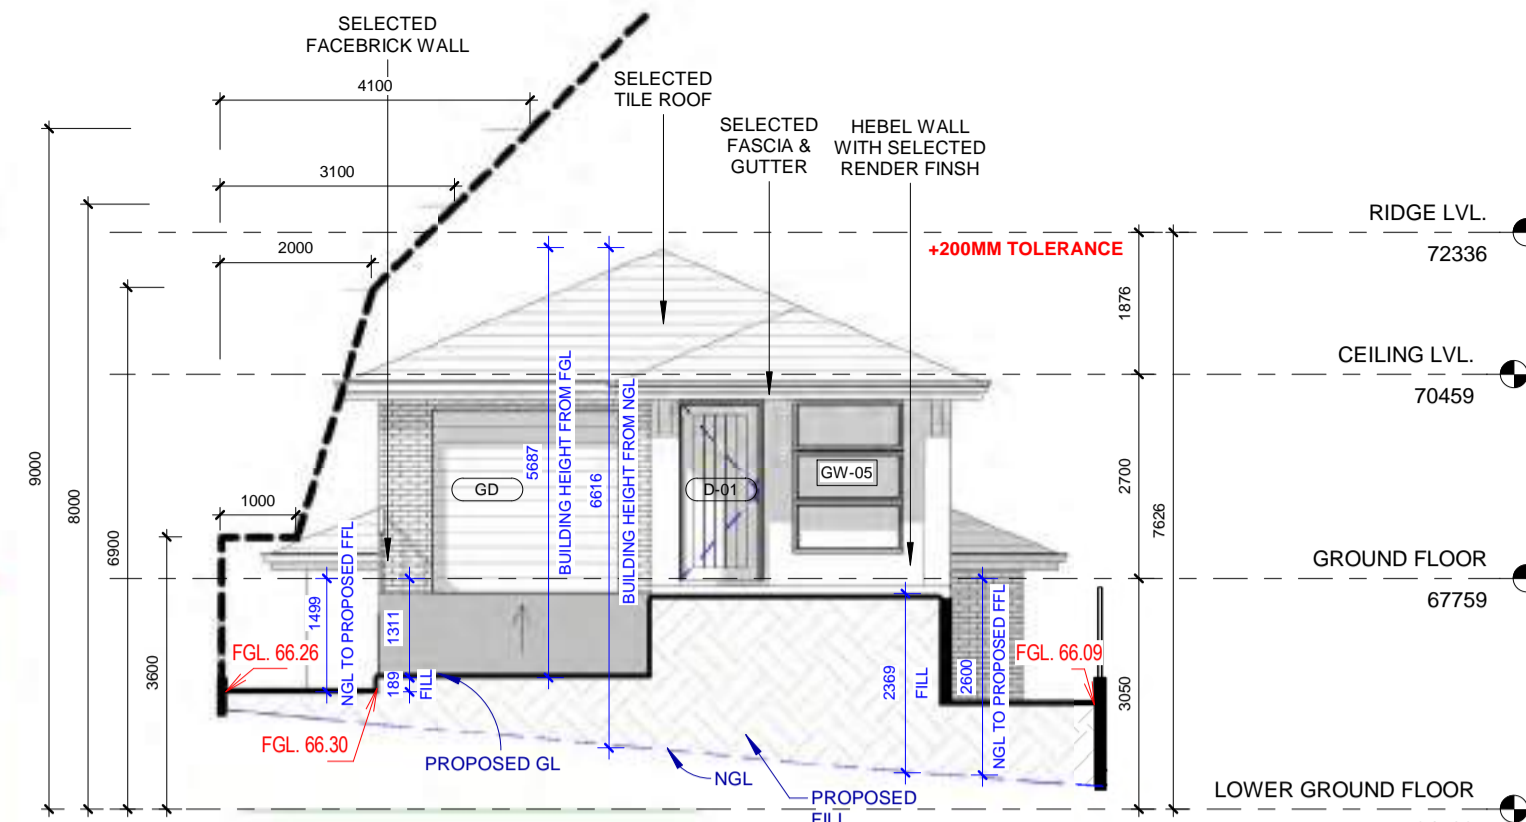 SELECTED
FACEBRICK WALL
4100
SELECTED
TILE ROOF
SELECTED
FASCIA &
GUTTER
HEBEL WALL
WITH SELECTED
RENDER FINSH
3100
2000
RIDGE LVL.
72336
+200MM TOLERANCE
1876
CEILING LVL.
70459
9000
8000
6900
3600
1000
GD
5687
BUILDING HEIGHT FROM FGL
6616
BUILDING HEIGHT FROM NGL
D-01
GW-05
2700
7626
GROUND FLOOR
67759
1499
NGL TO PROPOSED FFL
1311
189
FILL
FGL. 66.26
FGL. 66.30
PROPOSED GL
2369
FILL
2600
NGL TO PROPOSED FFL
FGL. 66.09
3050
NGL
PROPOSED
FILL
LOWER GROUND FLOOR